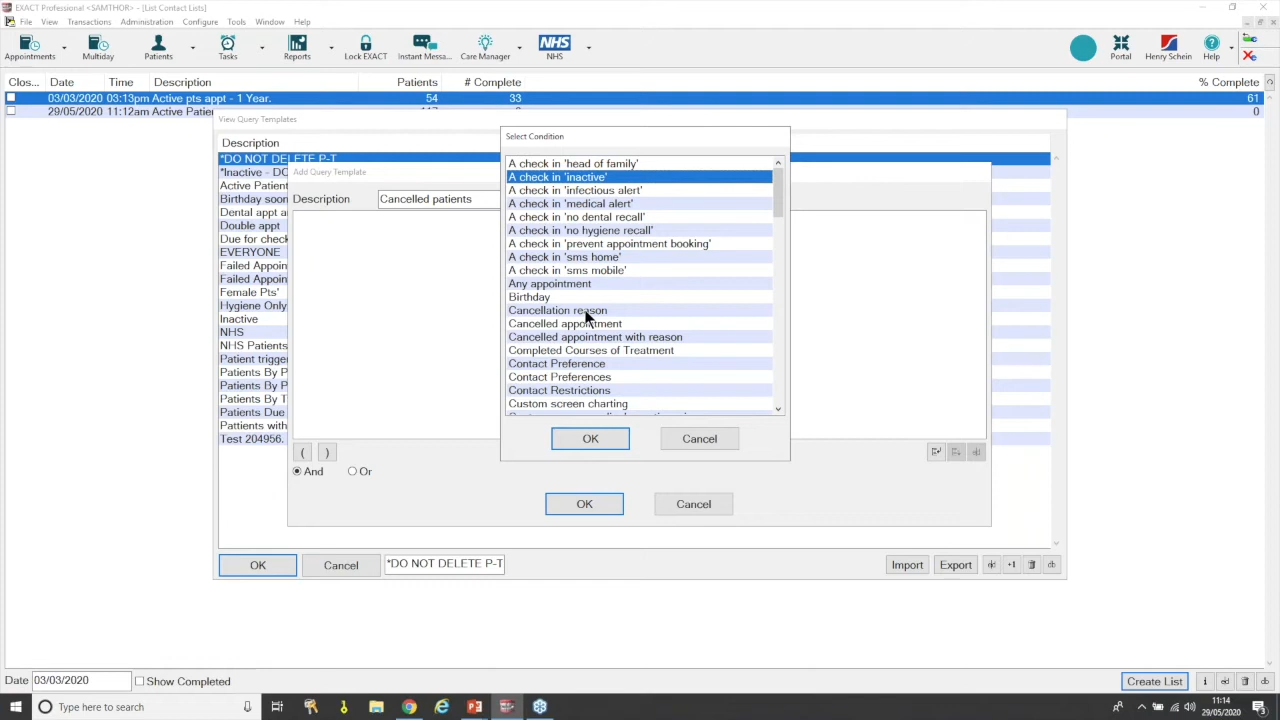 EXACT Professional <SAMTHOR> - [List Contact Lists]
File View Transactions Administration Configure Tools Window Help
Appointments Multiday Patients Tasks Reports Lock EXACT Instant Messa... Care Manager NHS NHS Portal Henry Schein Help
Clos... Date Time Description Patients # Complete % Complete
03/03/2020 03:13pm Active pts appt - 1 Year. 54 33 61
29/05/2020 11:12am Active Patie 0
View Query Templates
Description
*DO NOT DELETE P-T
*Inactive - DO
Active Patient
Birthday soon
Dental appt a
Double appt
Due for check
EVERYONE
Failed Appoin
Failed Appoin
Female Pts'
Hygiene Only
Inactive
NHS
NHS Patients
Patient trigger
Patients By P
Patients By P
Patients By T
Patients Due
Pattients with
Test 204956.
Add Query Template
Description Cancelled patients
Select Condition
A check in 'head of family'
A check in 'inactive'
A check in 'infectious alert'
A check in 'medical alert'
A check in 'no dental recall'
A check in 'no hygiene recall'
A check in 'prevent appointment booking'
A check in 'sms home'
A check in 'sms mobile'
Any appointment
Birthday
Cancellation reason
Cancelled appointment
Cancelled appointment with reason
Completed Courses of Treatment
Contact Preference
Contact Preferences
Contact Restrictions
Custom screen charting
OK Cancel
( )
And Or
OK Cancel
OK Cancel *DO NOT DELETE P-T Import Export +1
Date 03/03/2020 Show Completed Create List
Type here to search
11:14
29/05/2020
3